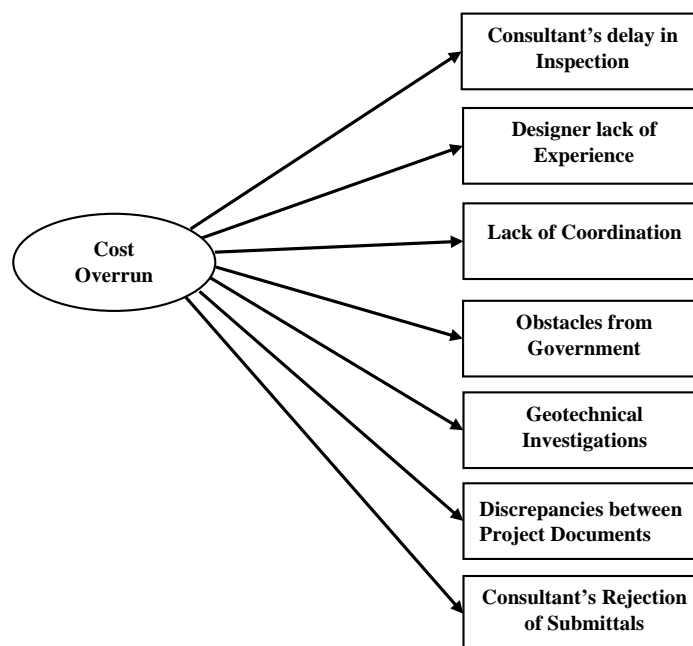 Consultant’s delay in
Inspection
Designer lack of
Experience
Lack of Coordination
Cost
Overrun
Obstacles from
Government
Geotechnical
Investigations
Discrepancies between
Project Documents
Consultant’s Rejection
of Submittals